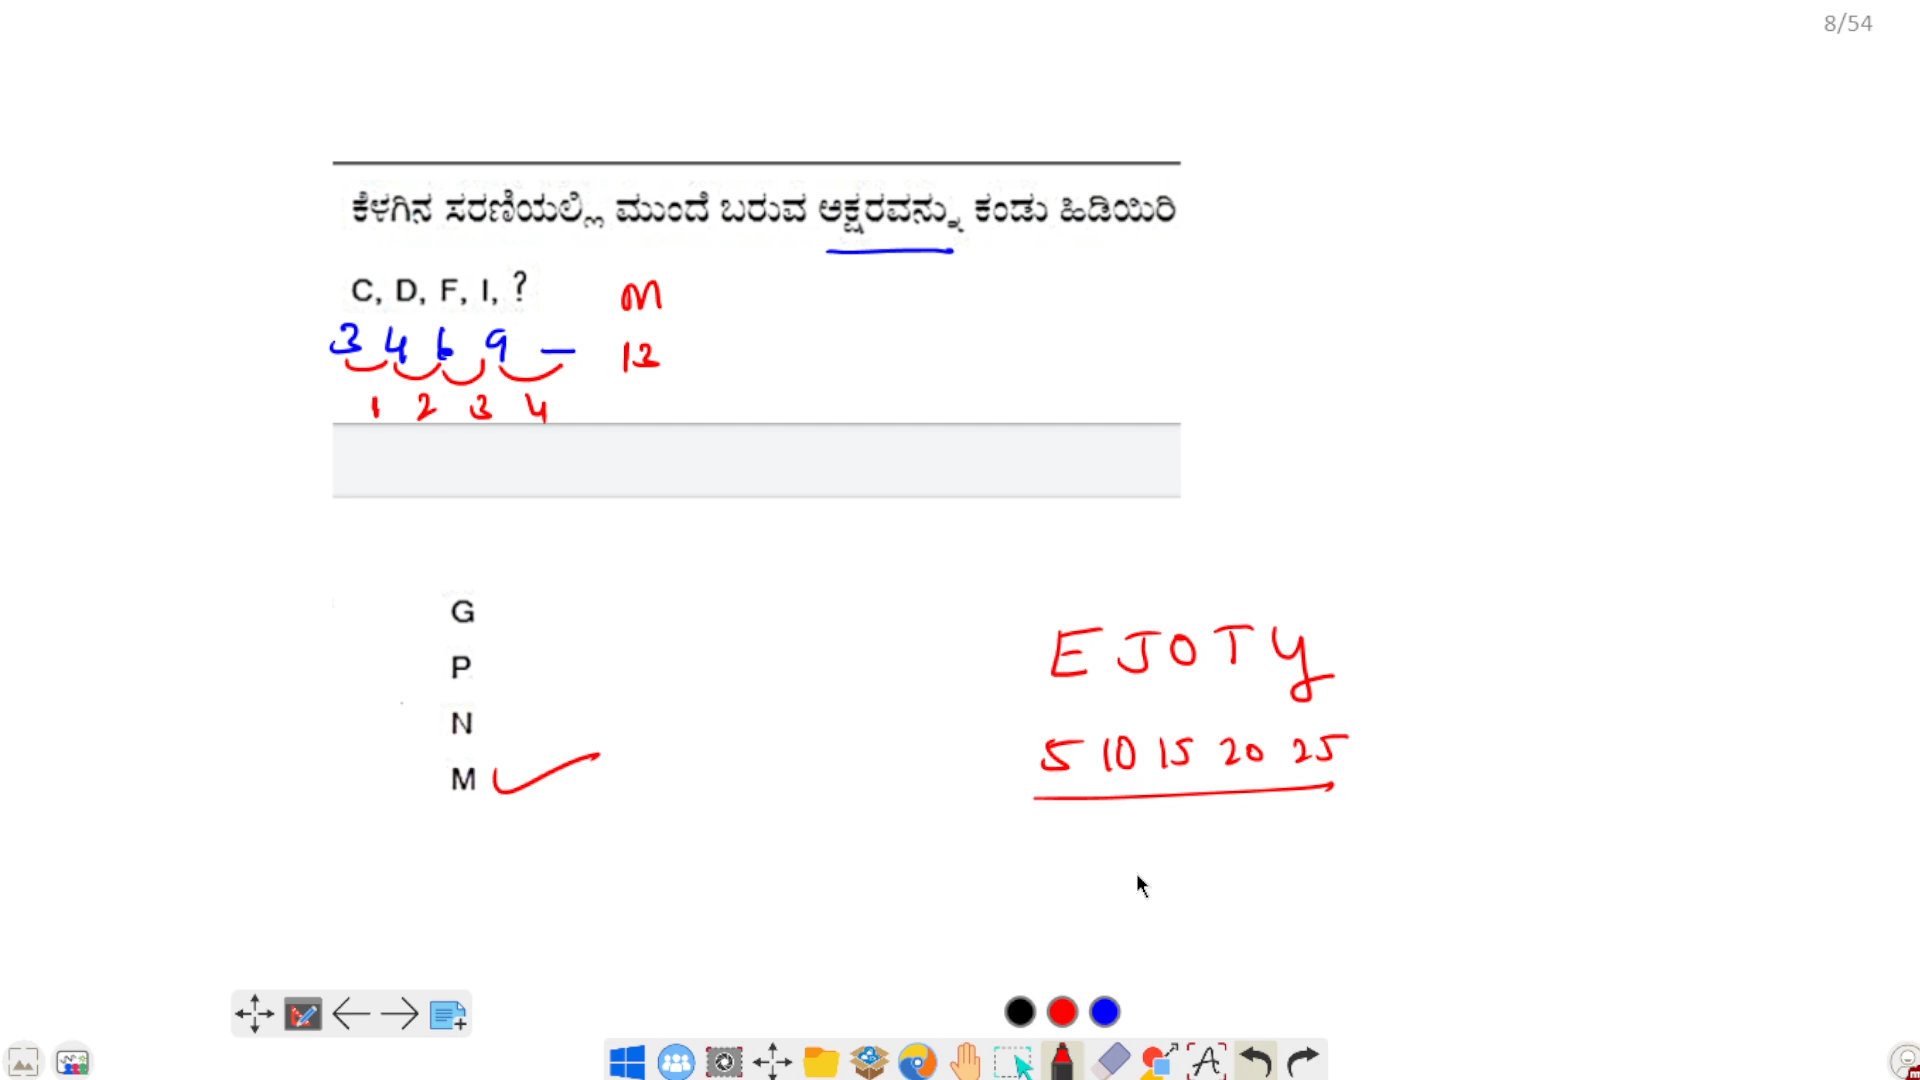 8/54
ಕೆಳಗಿನ ಸರಣಿಯಲ್ಲಿ ಮುಂದೆ ಬರುವ ಅಕ್ಷರವನ್ನು ಕಂಡು ಹಿಡಿಯಿರಿ
C, D, F, I, ? M
3 4 6 9 _ 13
1 2 3 4
G
P
N
M
E J O T Y
5 10 15 20 25